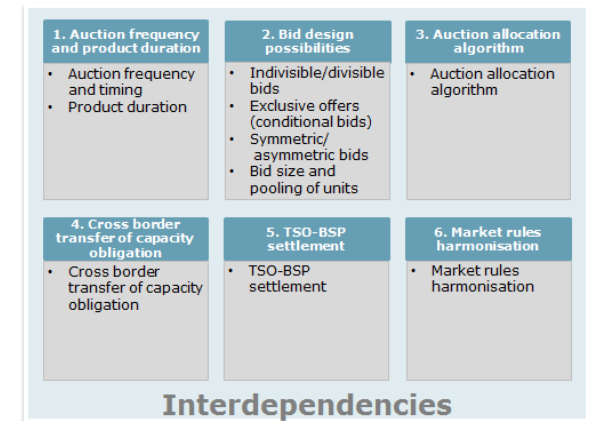 1. Auction frequency
and product duration
• Auction frequency
and timing
• Product duration
2. Bid design
possibilities
• Indivisible/divisible
bids
• Exclusive offers
(conditional bids)
• Symmetric/
asymmetric bids
• Bid size and
pooling of units
3. Auction allocation
algorithm
• Auction allocation
algorithm
4. Cross border
transfer of capacity
obligation
• Cross border
transfer of capacity
obligation
5. TSO-BSP
settlement
• TSO-BSP
settlement
6. Market rules
harmonisation
• Market rules
harmonisation
Interdependencies